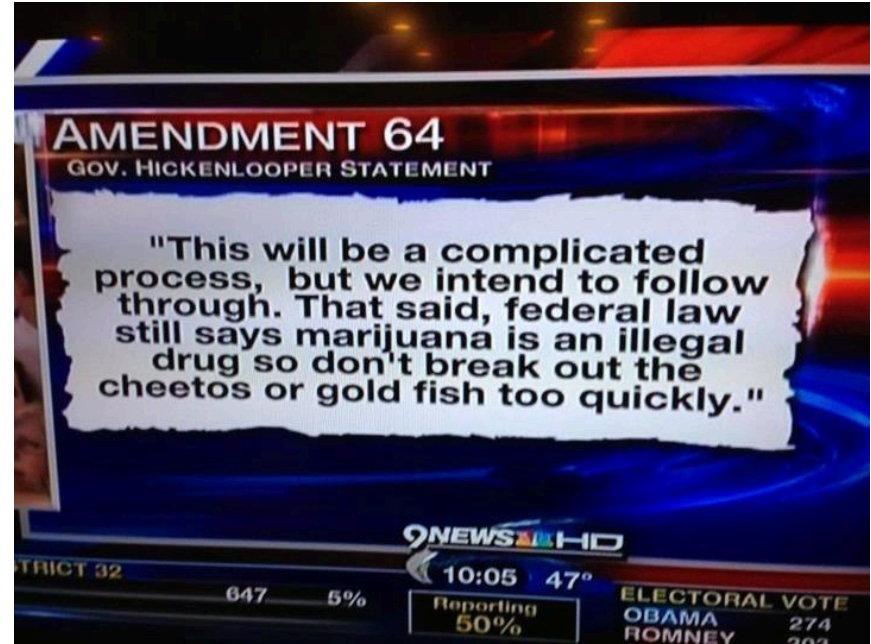 AMENDMENT 64
GOV. HICKENLOOPER STATEMENT
"This will be a complicated
process, but we intend to follow
through. That said, federal law
still says marijuana is an illegal
drug so don't break out the
cheetos or gold fish too quickly."
9NEWS HD
TRICT 32
10:05 47°
647 5%
Reporting
50%
ELECTORAL VOTE
OBAMA 274
ROMNEY